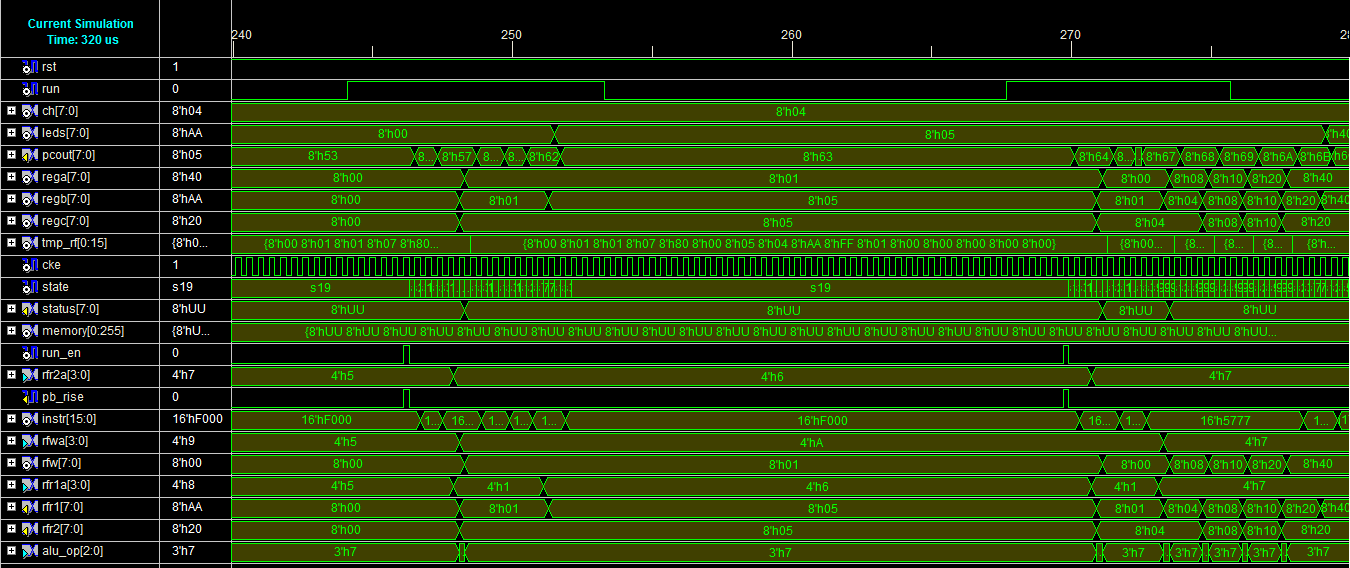 Current Simulation
Time: 320 us
240 250 260 270
rst 1
run 0
ch[7:0] 8'h04 8'h04
leds[7:0] 8'hAA 8'h00 8'h05
pcout[7:0] 8'h05 8'h53 8... 8'h57 8... 8... 8'h62 8'h63 8'h64 8... 8'h67 8'h68 8'h69 8'h6A
rega[7:0] 8'h40 8'h00 8'h01 8'h00 8'h08 8'h10 8'h20 8'h40
regb[7:0] 8'hAA 8'h00 8'h01 8'h05 8'h01 8'h04 8'h08 8'h10 8'h20
regc[7:0] 8'h20 8'h00 8'h05 8'h04 8'h08 8'h10 8'h20
tmp_rf[0:15] {8'h0... {8'h00 8'h01 8'h01 8'h07 8'h80... {8'h00 8'h01 8'h01 8'h07 8'h80 8'h00 8'h05 8'h04 8'hAA 8'hFF 8'h01 8'h00 8'h00 8'h00 8'h00 8'h00} {8'h00... {8... {8... {8... {8'h...
cke 1
state s19 s19 s19
status[7:0] 8'hUU 8'hUU 8'hUU 8'hUU 8'hUU
memory[0:255] {8'hU... {8'hUU 8'hUU 8'hUU 8'hUU 8'hUU 8'hUU 8'hUU 8'hUU 8'hUU 8'hUU 8'hUU 8'hUU 8'hUU 8'hUU 8'hUU 8'hUU 8'hUU 8'hUU 8'hUU 8'hUU 8'hUU 8'hUU 8'hUU 8'hUU 8'hUU...
run_en 0
rfr2a[3:0] 4'h7 4'h5 4'h6 4'h7
pb_rise 0
instr[15:0] 16'hF000 16'hF000 1... 16... 1... 1... 1... 16'hF000 16... 1... 16'h5777 1...
rfwa[3:0] 4'h9 4'h5 4'hA 4'h7
rfw[7:0] 8'h00 8'h00 8'h01 8'h00 8'h08 8'h10 8'h20 8'h40
rfr1a[3:0] 4'h8 4'h5 4'h1 4'h6 4'h1 4'h7
rfr1[7:0] 8'hAA 8'h00 8'h01 8'h05 8'h01 8'h04 8'h08 8'h10 8'h20
rfr2[7:0] 8'h20 8'h00 8'h05 8'h04 8'h08 8'h10 8'h20
alu_op[2:0] 3'h7 3'h7 3'h7 3'h7 3'h7 3'h7 3'h7 3'h7